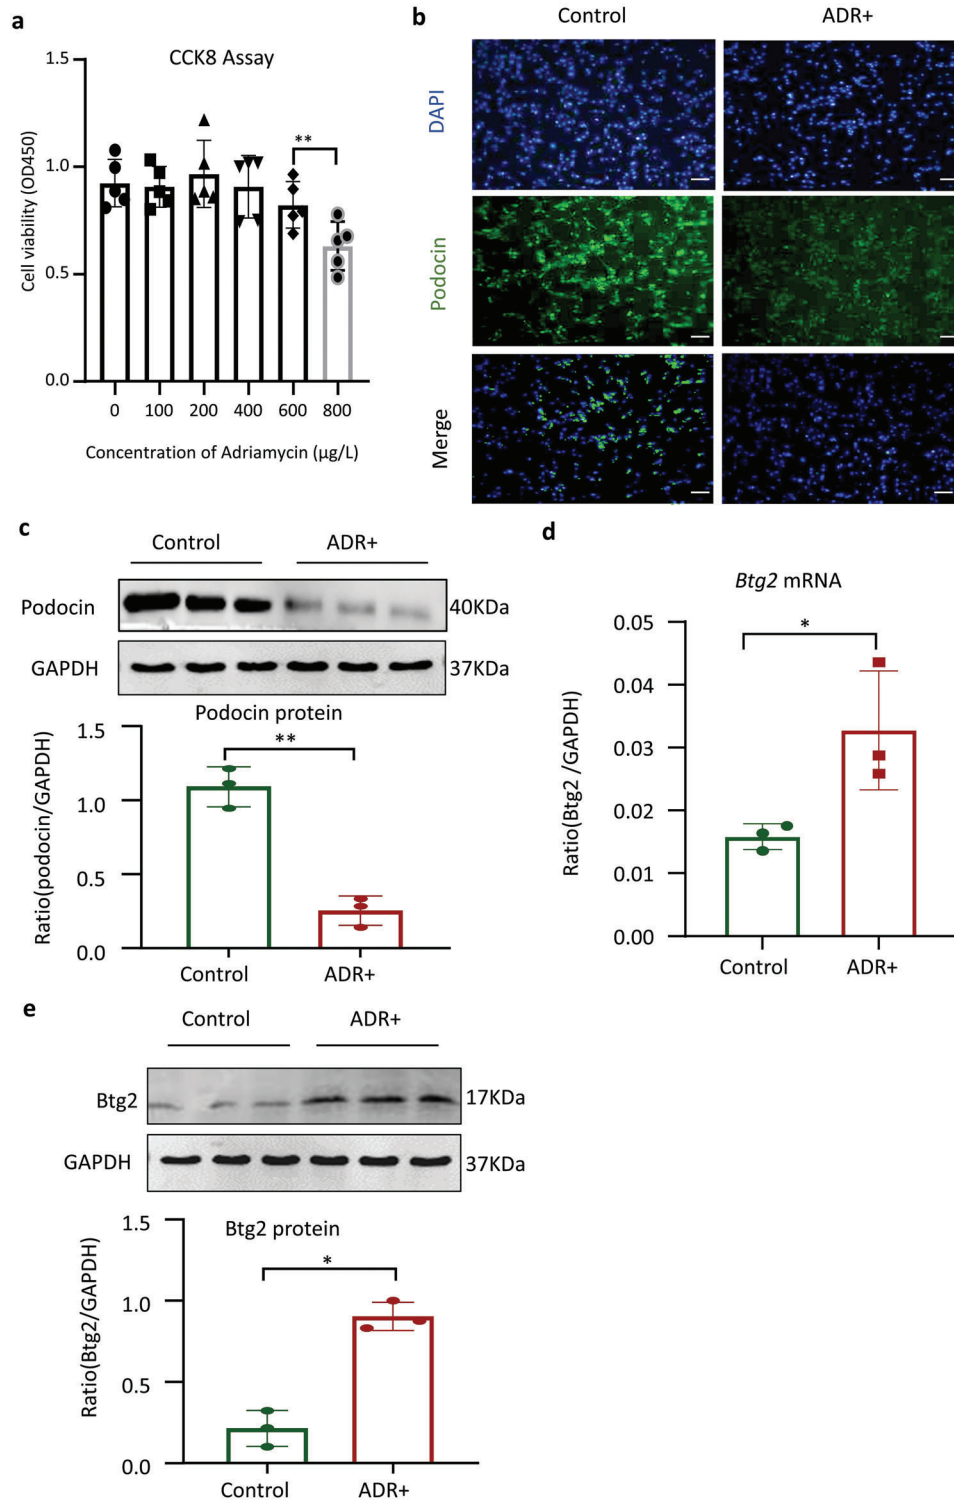 a
CCK8 Assay
Cell viability (OD450)
1.5
1.0
0.5
0.0
**
0 100 200 400 600 800
Concentration of Adriamycin (μg/L)
b
Control ADR+
DAPI
Podocin
Merge
c
Control ADR+
Podocin 40KDa
GAPDH 37KDa
Podocin protein
Ratio(podocin/GAPDH)
1.5
1.0
0.5
0.0
**
Control ADR+
d
Btg2 mRNA
Ratio(Btg2 /GAPDH)
0.05
0.04
0.03
0.02
0.01
0.00
*
Control ADR+
e
Control ADR+
Btg2 17KDa
GAPDH 37KDa
Btg2 protein
Ratio(Btg2/GAPDH)
1.5
1.0
0.5
0.0
*
Control ADR+